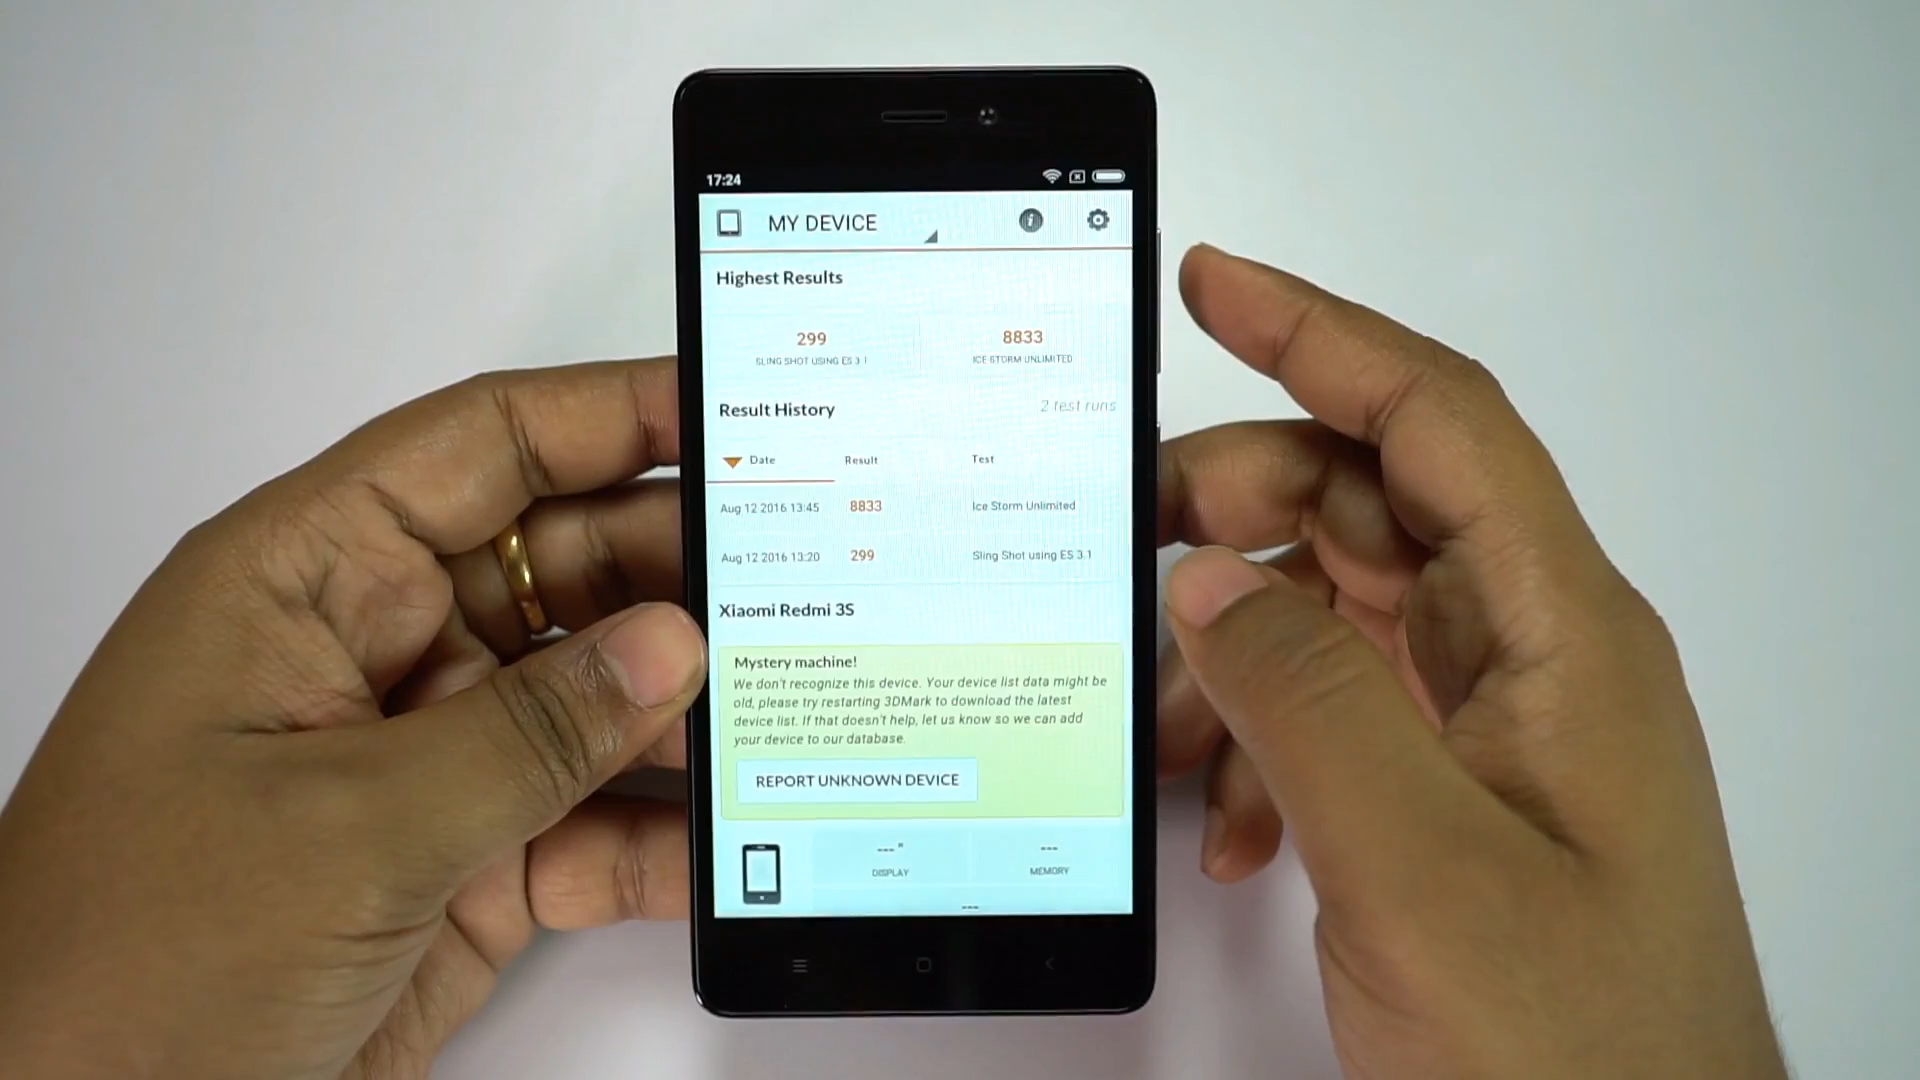 17:24
MY DEVICE
Highest Results
299
8833
SLING SHOT USING ES 3.1
ICE STORM UNLIMITED
Result History
2 test runs
Date Result Test
Aug 12 2016 13:45 8833 Ice Storm Unlimited
Aug 12 2016 13:20 299 Sling Shot using ES 3.1
Xiaomi Redmi 3S
Mystery machine!
We don't recognize this device. Your device list data might be
old, please try restarting 3DMark to download the latest
device list. If that doesn't help, let us know so we can add
your device to our database.
REPORT UNKNOWN DEVICE
---" ---
DISPLAY MEMORY
---